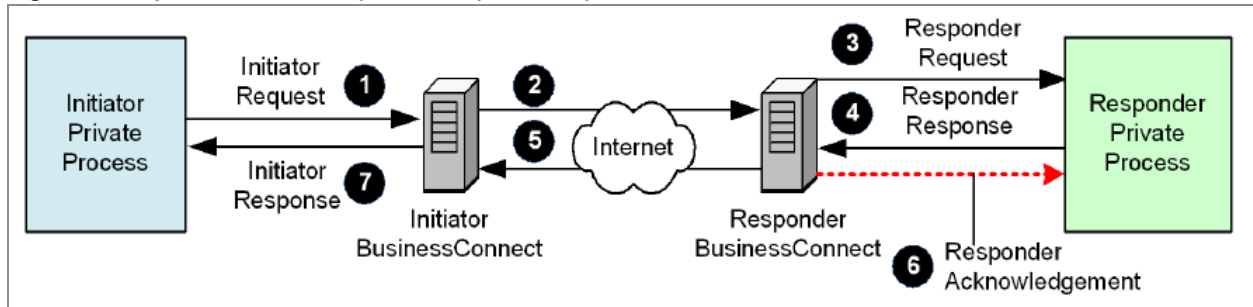 Initiator
Private
Process
Initiator
Request
1
2
3
Responder
Request
4
Responder
Response
5
Internet
Initiator
Response
7
Initiator
BusinessConnect
Responder
BusinessConnect
6
Responder
Acknowledgement
Responder
Private
Process